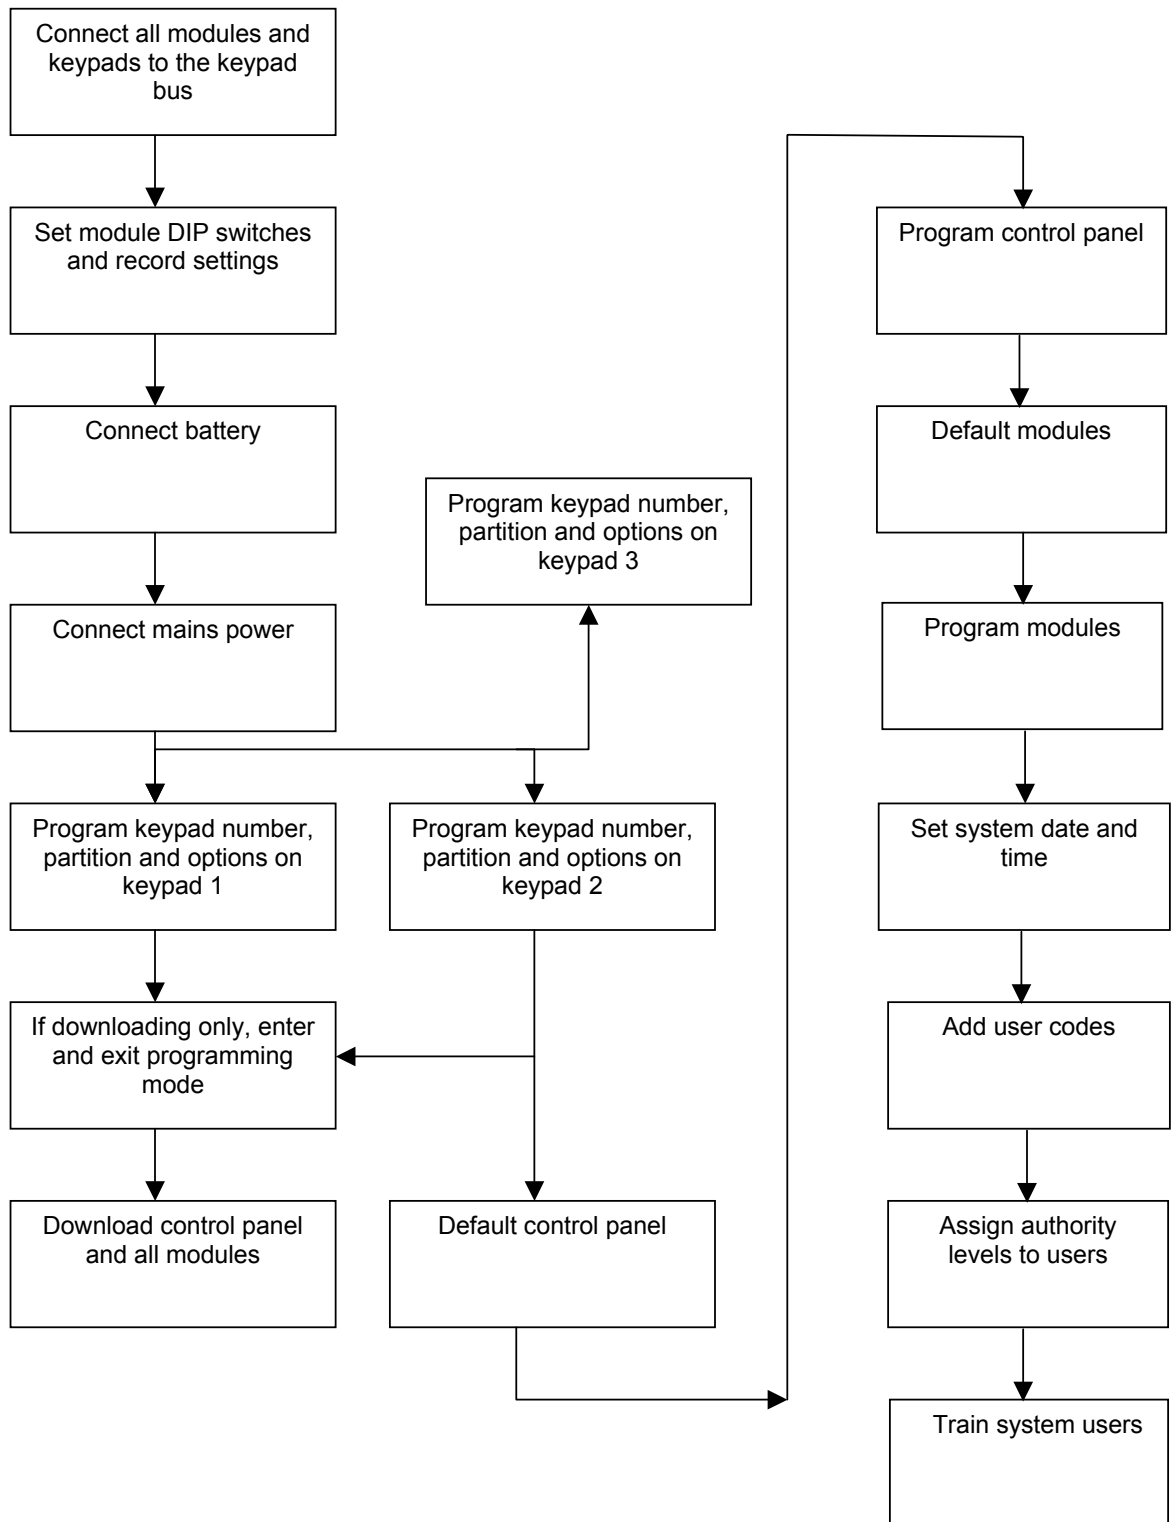 Connect all modules and
keypads to the keypad
bus
Set module DIP switches
and record settings
Connect battery
Connect mains power
Program keypad number,
partition and options on
keypad 3
Program keypad number,
partition and options on
keypad 1
Program keypad number,
partition and options on
keypad 2
If downloading only, enter
and exit programming
mode
Download control panel
and all modules
Default control panel
Program control panel
Default modules
Program modules
Set system date and
time
Add user codes
Assign authority
levels to users
Train system users